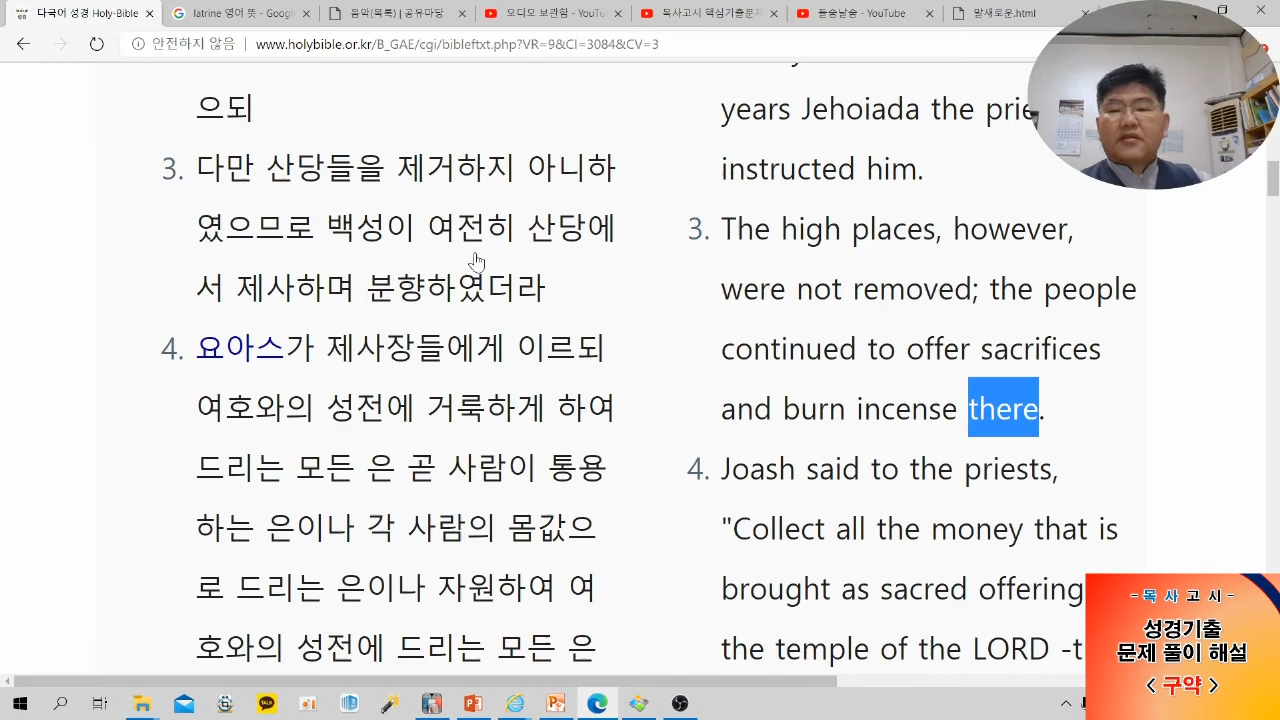 다국어 성경 Holy-Bible
latrine 영어 뜻 - Goog
음악(목록) | 공유마당
오디오 보관함 - YouTu
목사고시 핵심기출문
들숨날숨 - YouTube
말새로운.html
안전하지 않음
www.holybible.or.kr/B_GAE/cgi/bibleftxt.php?VR=9&CI=3084&CV=3
으되
3. 다만 산당들을 제거하지 아니하
였으므로 백성이 여전히 산당에
서 제사하며 분향하였더라
4. 요아스가 제사장들에게 이르되
여호와의 성전에 거룩하게 하여
드리는 모든 은 곧 사람이 통용
하는 은이나 각 사람의 몸값으
로 드리는 은이나 자원하여 여
호와의 성전에 드리는 모든 은
years Jehoiada the prie
instructed him.
3. The high places, however,
were not removed; the people
continued to offer sacrifices
and burn incense there.
4. Joash said to the priests,
"Collect all the money that is
brought as sacred offering
the temple of the LORD -t
- 목 사 고 시 -
성경기출
문제 풀이 해설
< 구약 >